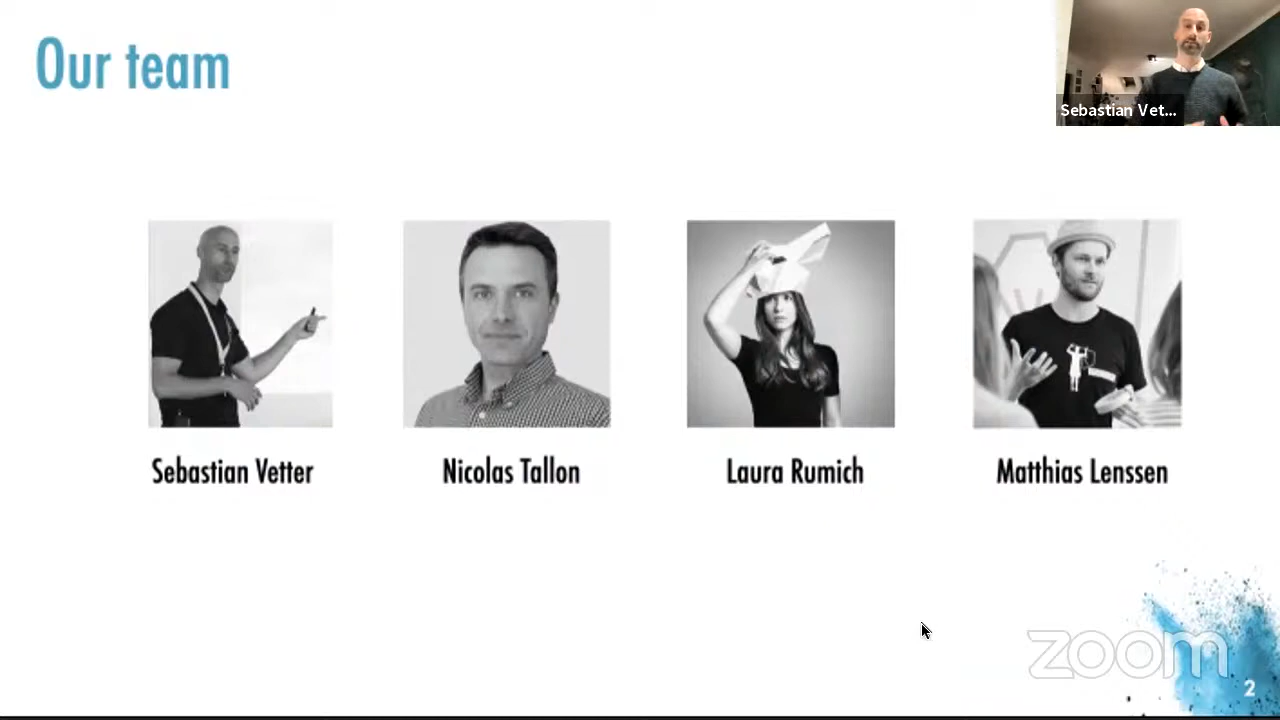 Our team
Sebastian Vet...
Sebastian Vetter
Nicolas Tallon
Laura Rumich
Matthias Lenssen
zoom
2